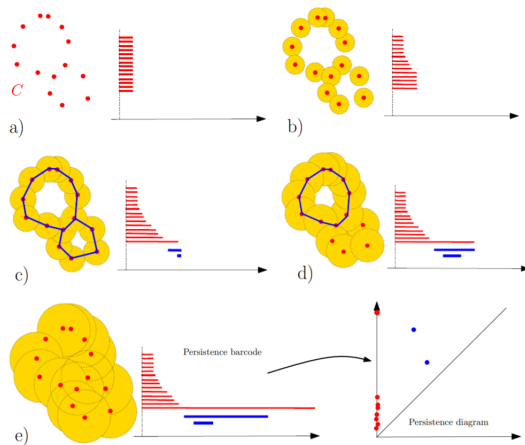 C
a)
b)
c)
d)
Persistence barcode
Persistence diagram
e)